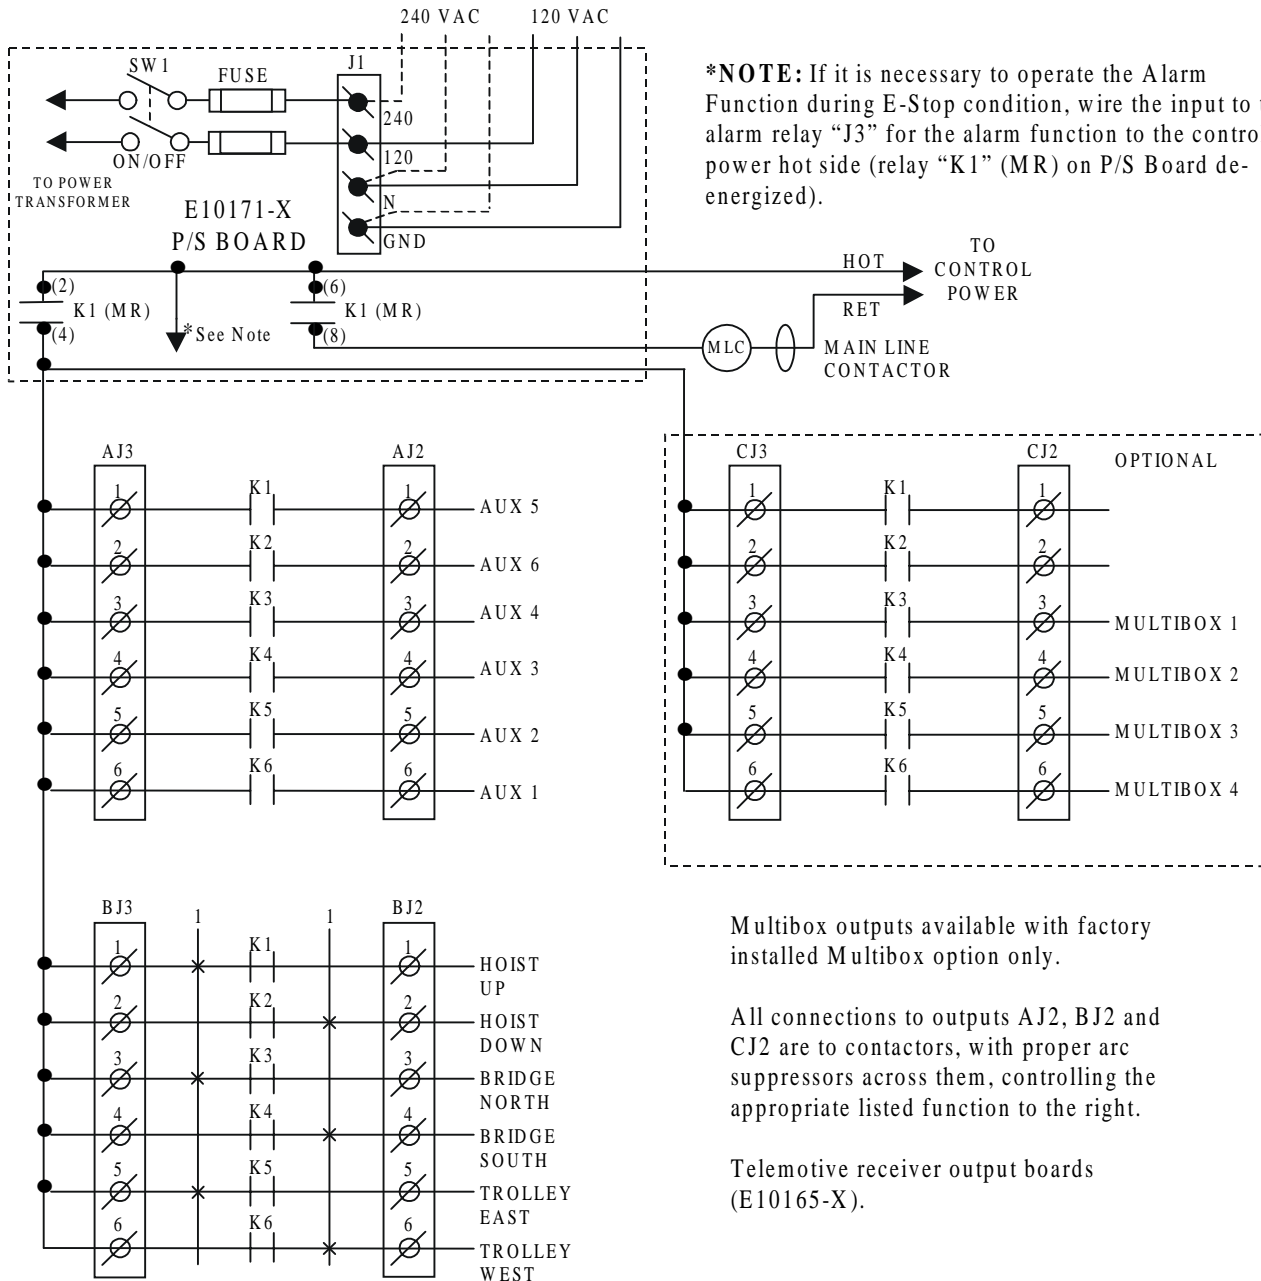 240 VAC 120 VAC
SW1
FUSE
J1
240
120
N
GND
ON/OFF
TO POWER
TRANSFORMER
E10171-X
P/S BOARD
*NOTE: If it is necessary to operate the Alarm
Function during E-Stop condition, wire the input to
alarm relay “J3” for the alarm function to the contro
power hot side (relay “K1” (MR) on P/S Board de-
energized).
(2)
K1 (MR)
(4)
*See Note
(6)
K1 (MR)
(8)
HOT
RET
TO
CONTROL
POWER
MLC
MAIN LINE
CONTACTOR
AJ3 AJ2
1 K1 1 AUX 5
2 K2 2 AUX 6
3 K3 3 AUX 4
4 K4 4 AUX 3
5 K5 5 AUX 2
6 K6 6 AUX 1
CJ3 CJ2 OPTIONAL
1 K1 1
2 K2 2
3 K3 3 MULTIBOX 1
4 K4 4 MULTIBOX 2
5 K5 5 MULTIBOX 3
6 K6 6 MULTIBOX 4
BJ3 1 1 BJ2
1 K1 1 HOIST
UP
2 K2 2 HOIST
DOWN
3 K3 3 BRIDGE
NORTH
4 K4 4 BRIDGE
SOUTH
5 K5 5 TROLLEY
EAST
6 K6 6 TROLLEY
WEST
Multibox outputs available with factory
installed Multibox option only.
All connections to outputs AJ2, BJ2 and
CJ2 are to contactors, with proper arc
suppressors across them, controlling the
appropriate listed function to the right.
Telemotive receiver output boards
(E10165-X).